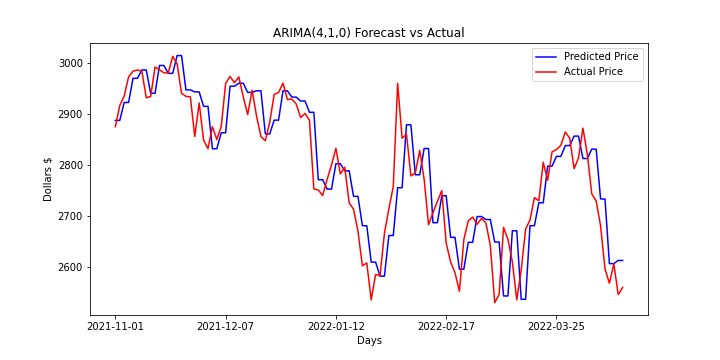 ARIMA(4,1,0) Forecast vs Actual
Predicted Price
Actual Price
Dollars $
3000
2900
2800
2700
2600
2021-11-01
2021-12-07
2022-01-12
2022-02-17
2022-03-25
Days